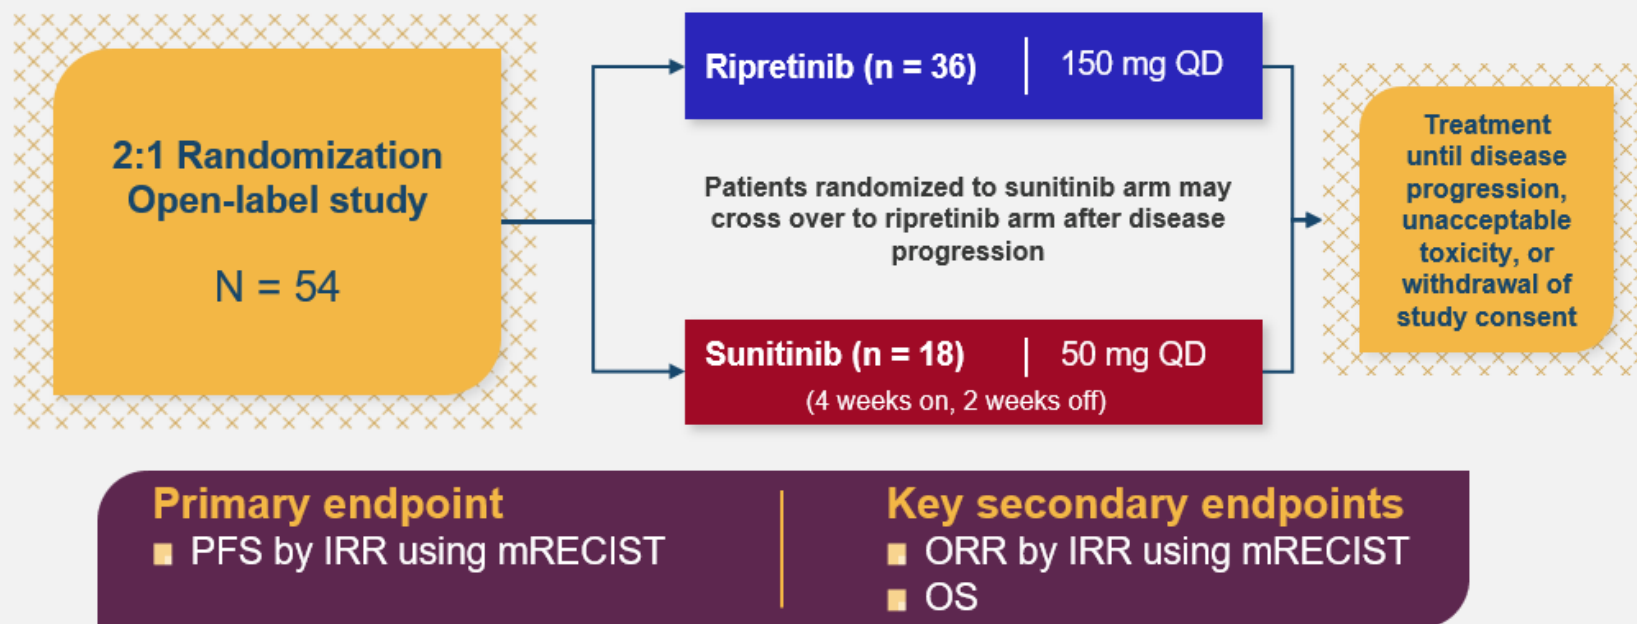 2:1 Randomization
Open-label study
N = 54
Ripretinib (n = 36) 150 mg QD
Patients randomized to sunitinib arm may
cross over to ripretinib arm after disease
progression
Sunitinib (n = 18) 50 mg QD
(4 weeks on, 2 weeks off)
Treatment
until disease
progression,
unacceptable
toxicity, or
withdrawal of
study consent
Primary endpoint
PFS by IRR using mRECIST
Key secondary endpoints
ORR by IRR using mRECIST
OS